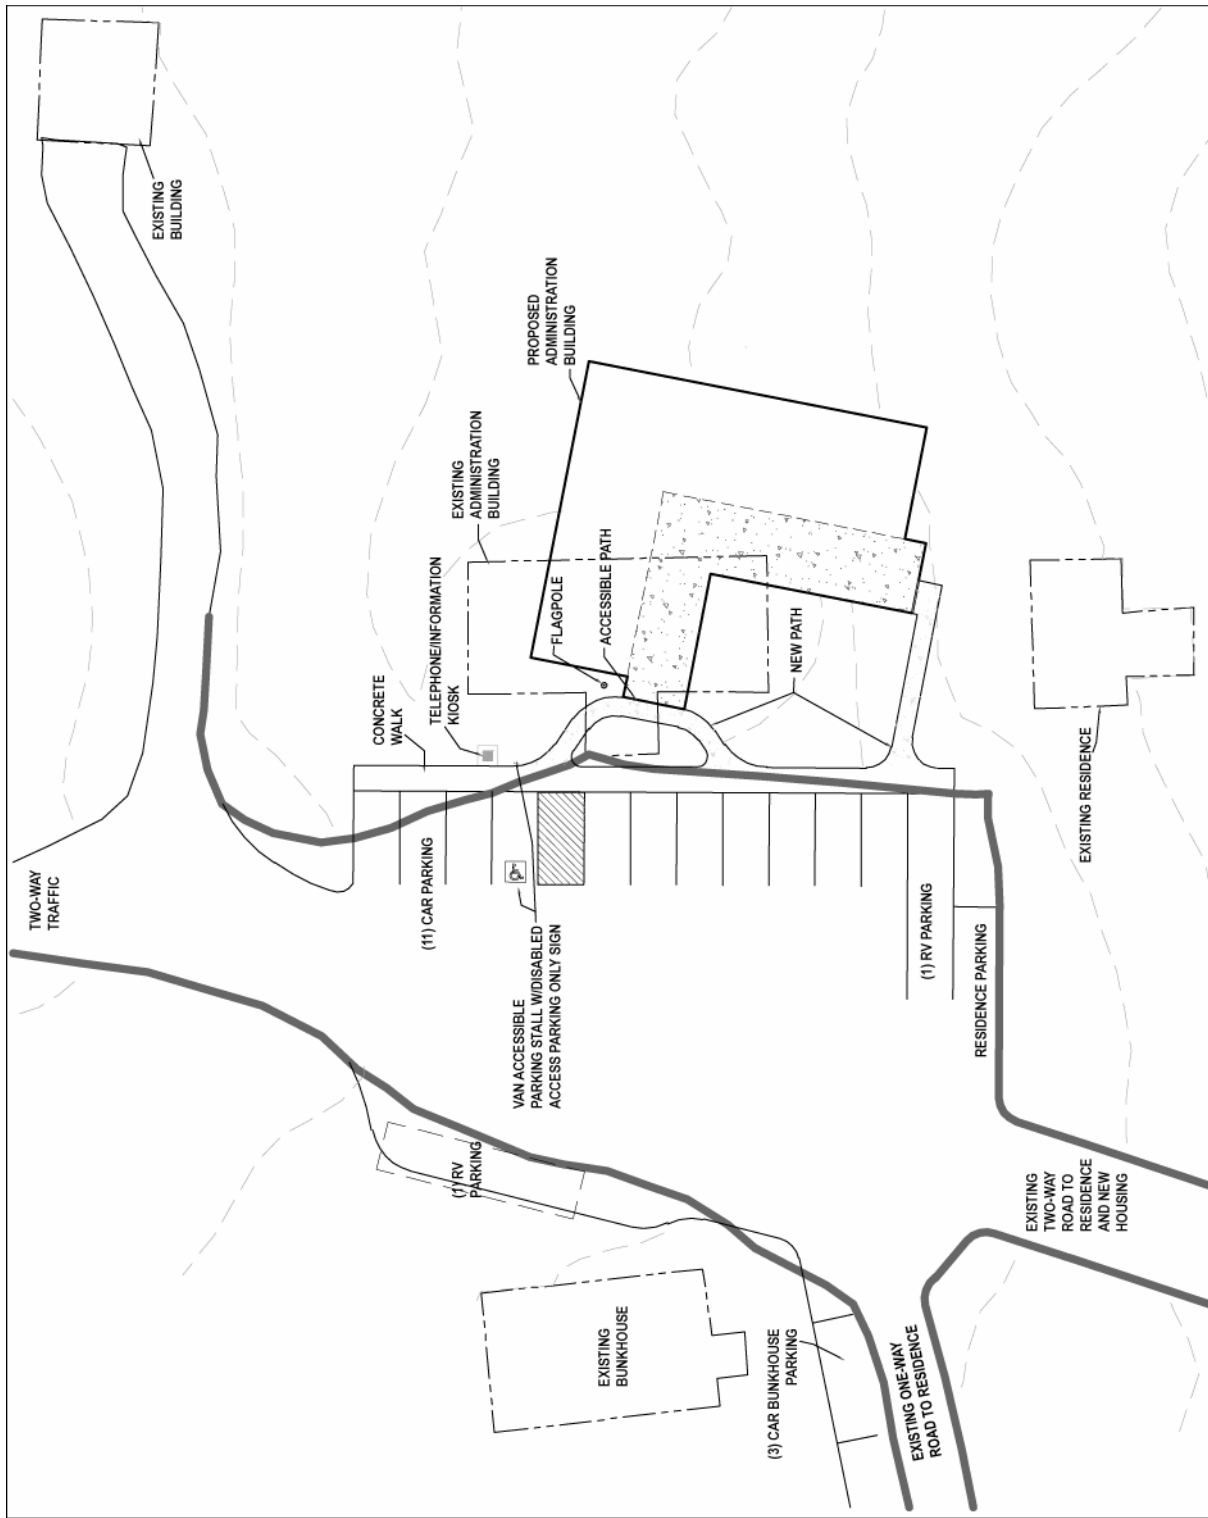 EXISTING
BUILDING
TWO-WAY
TRAFFIC
PROPOSED
ADMINISTRATION
BUILDING
EXISTING
ADMINISTRATION
BUILDING
TELEPHONE/INFORMATION
KIOSK
CONCRETE
WALK
FLAGPOLE
ACCESSIBLE PATH
NEW PATH
(11) CAR PARKING
VAN ACCESSIBLE
PARKING STALL W/DISABLED
ACCESS PARKING ONLY SIGN
(1) RV PARKING
RESIDENCE PARKING
EXISTING RESIDENCE
(1) RV
PARKING
EXISTING
BUNKHOUSE
(3) CAR BUNKHOUSE
PARKING
EXISTING ONE-WAY
ROAD TO RESIDENCE
EXISTING
TWO-WAY
ROAD TO
RESIDENCE
AND NEW
HOUSING